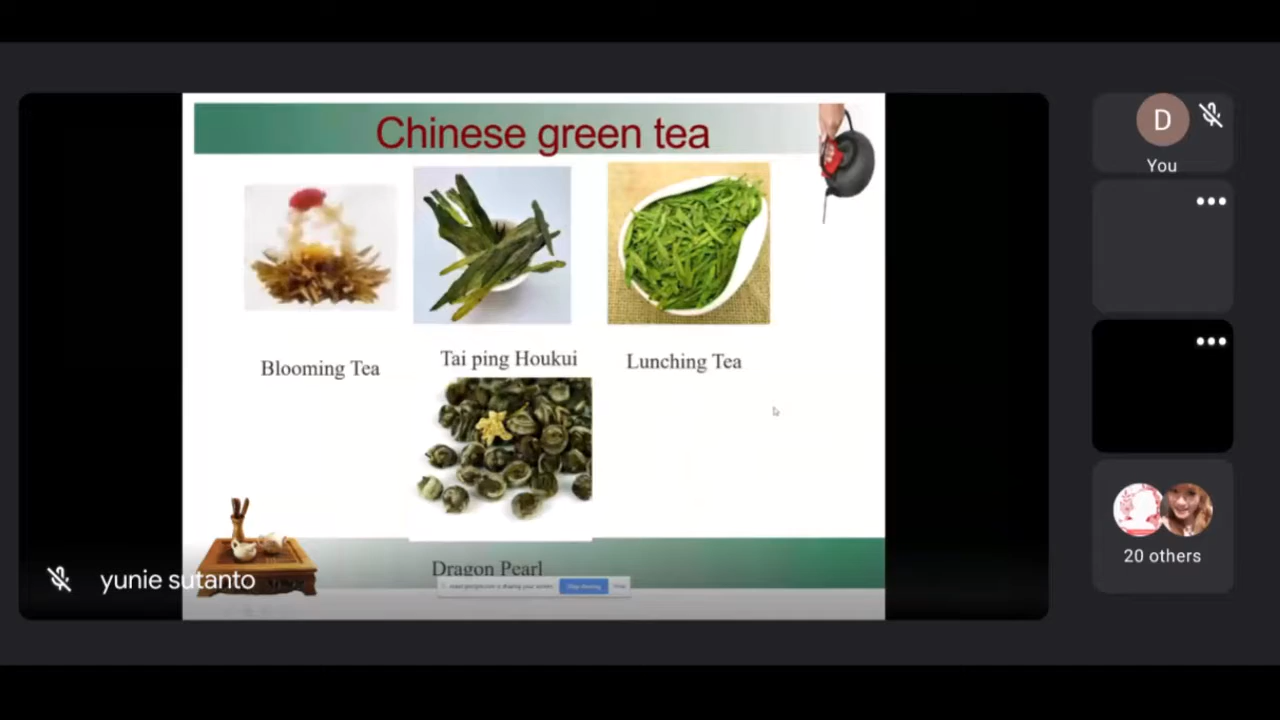 Chinese green tea
D
You
Blooming Tea
Tai ping Houkui
Lunching Tea
Dragon Pearl
yunie sutanto
20 others